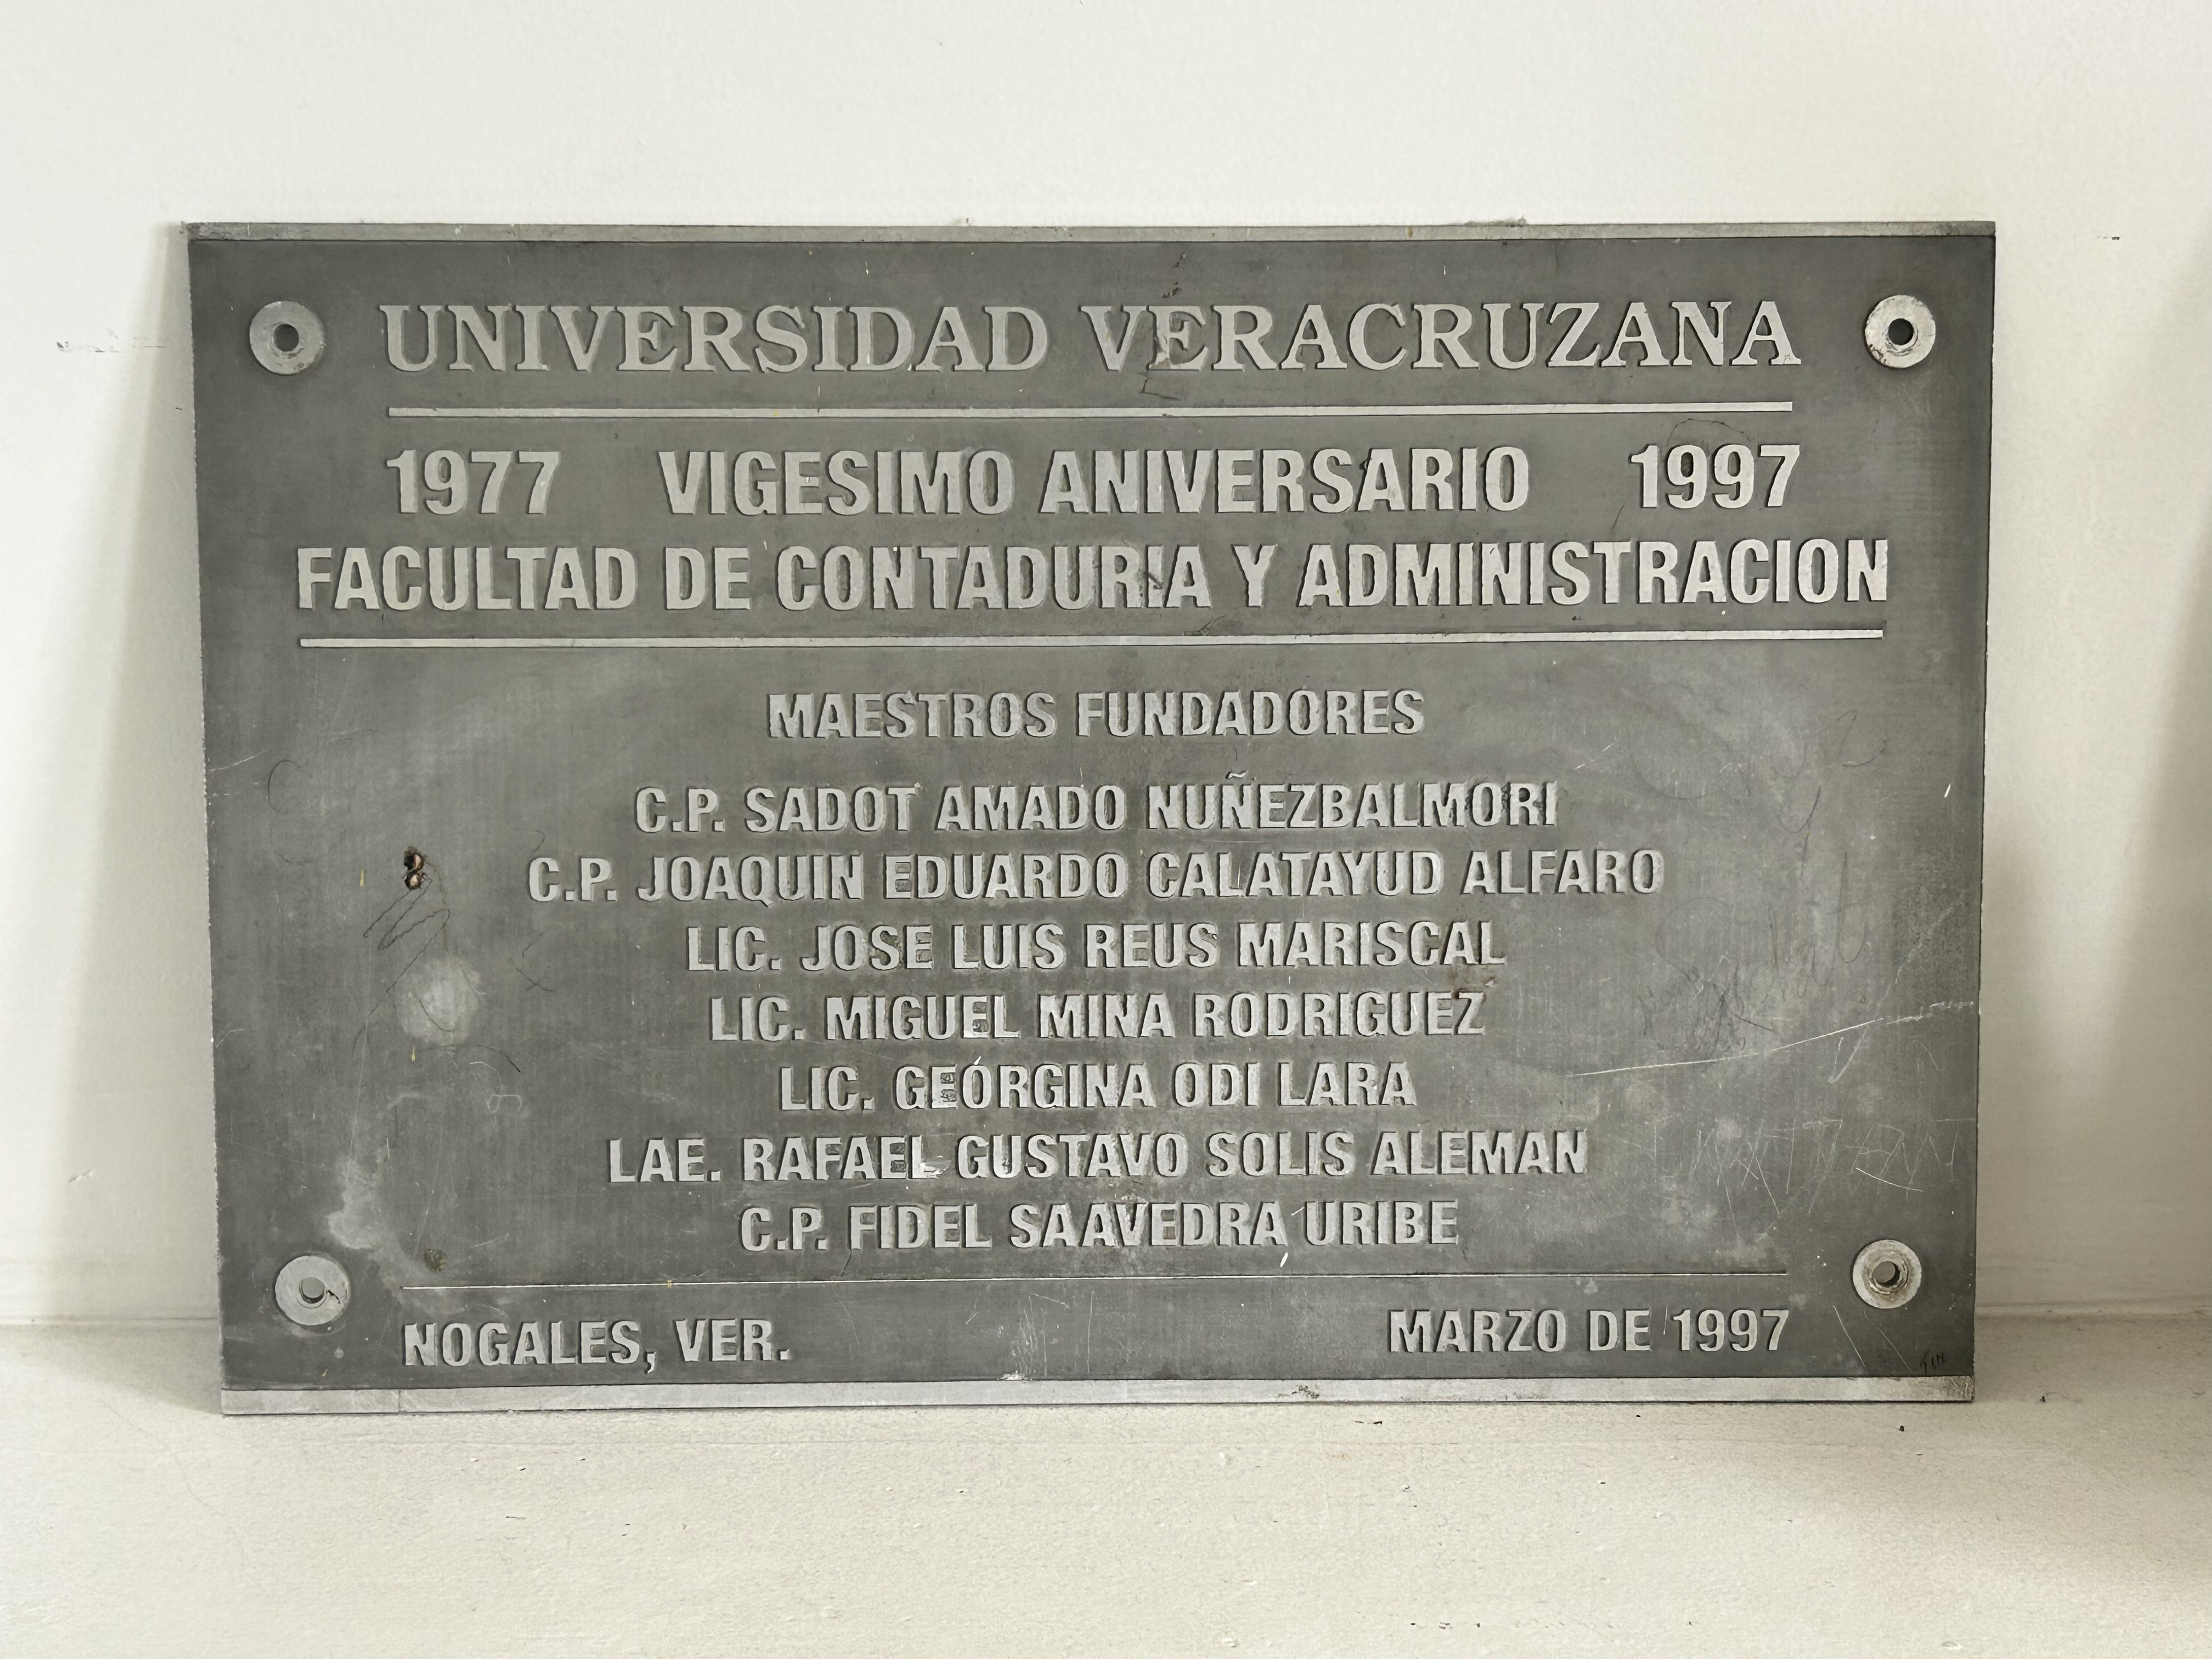 UNIVERSIDAD VERACRUZANA
1977 VIGESIMO ANIVERSARIO 1997
FACULTAD DE CONTADURIA Y ADMINISTRACION
MAESTROS FUNDADORES
C.P. SADOT AMADO NUÑEZBALMORI
C.P. JOAQUIN EDUARDO CALATAYUD ALFARO
LIC. JOSE LUIS REUS MARISCAL
LIC. MIGUEL MINA RODRIGUEZ
LIC. GEÓRGINA ODI LARA
LAE. RAFAEL GUSTAVO SOLIS ALEMAN
C.P. FIDEL SAAVEDRA URIBE
NOGALES, VER. MARZO DE 1997